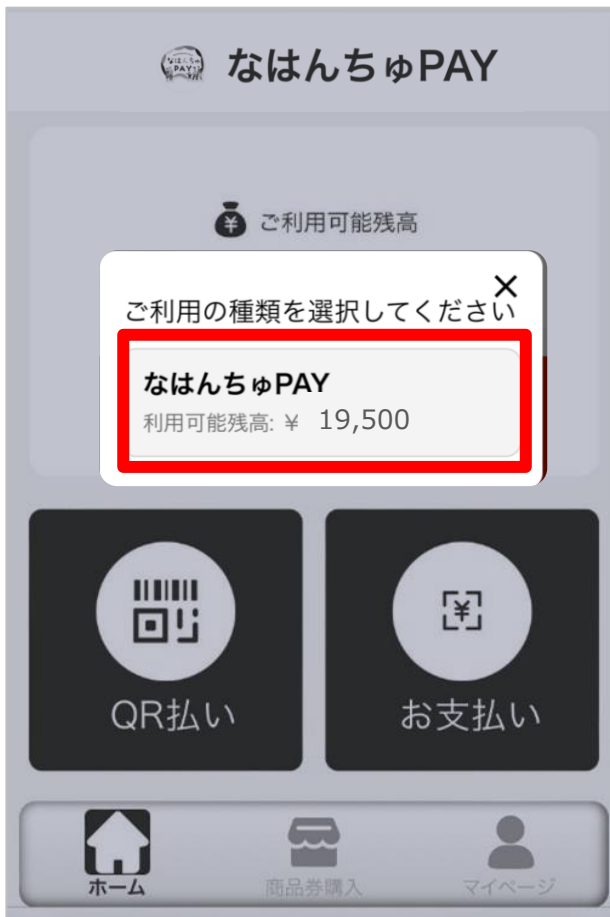 なはんちゅPAY
ご利用可能残高
ご利用の種類を選択してください
なはんちゅPAY
利用可能残高: ¥ 19,500
QR払い
お支払い
ホーム
商品券購入
マイページ